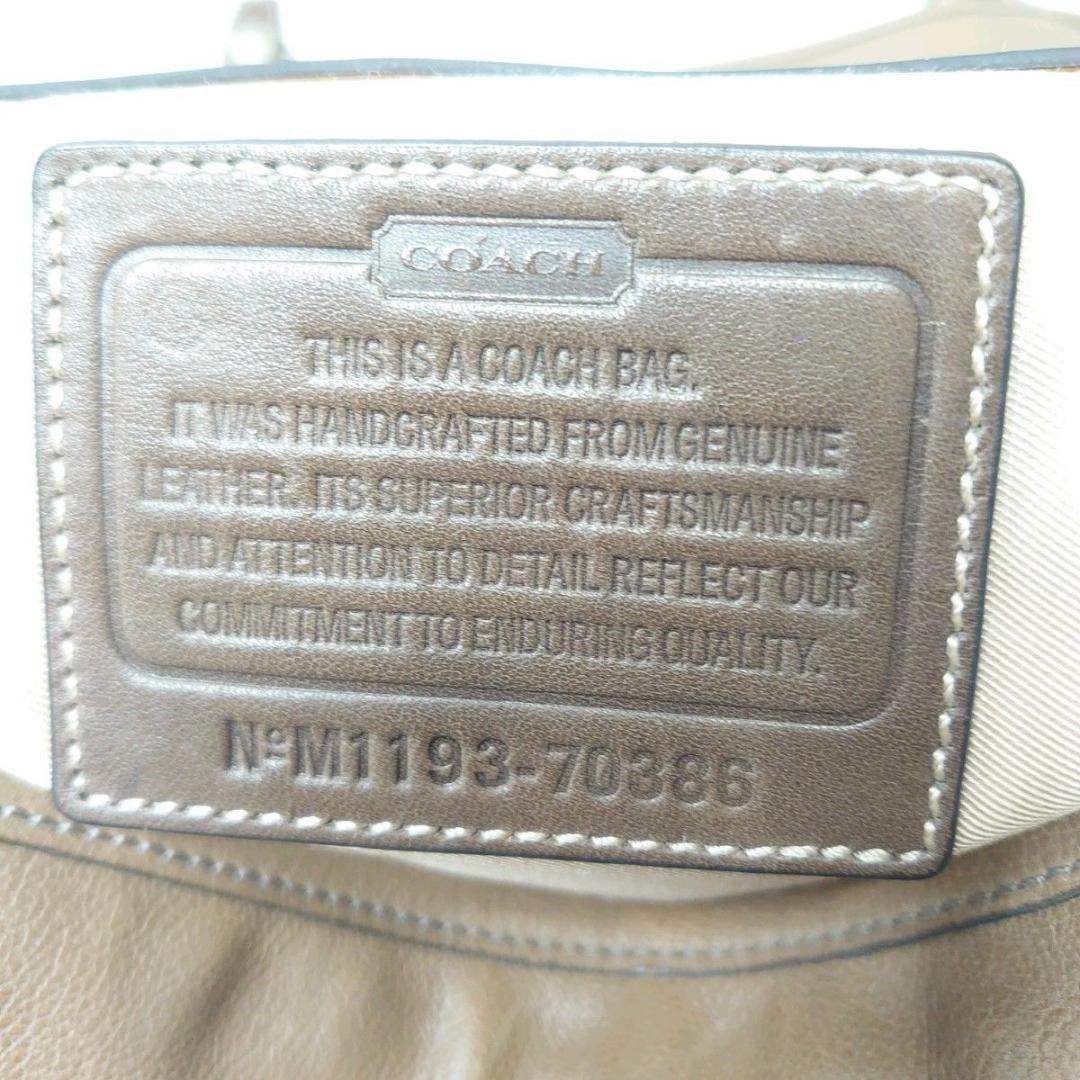 COACH
THIS IS A COACH BAG.
IT WAS HANDCRAFTED FROM GENUINE
LEATHER. ITS SUPERIOR CRAFTSMANSHIP
AND ATTENTION TO DETAIL REFLECT OUR
COMMITMENT TO ENDURING QUALITY.
Nº M1193-70386